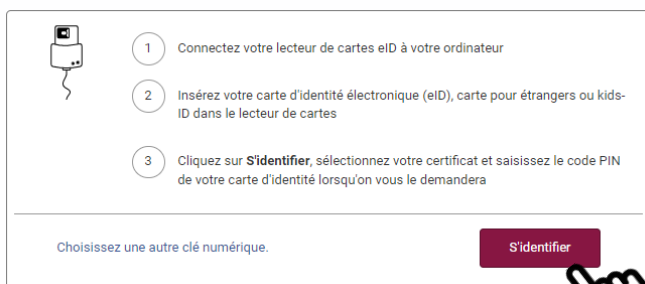 1 Connectez votre lecteur de cartes eID à votre ordinateur
2 Insérez votre carte d'identité électronique (eID), carte pour étrangers ou kids-
ID dans le lecteur de cartes
3 Cliquez sur S'identifier, sélectionnez votre certificat et saisissez le code PIN
de votre carte d'identité lorsqu'on vous le demandera
Choisissez une autre clé numérique.
S'identifier